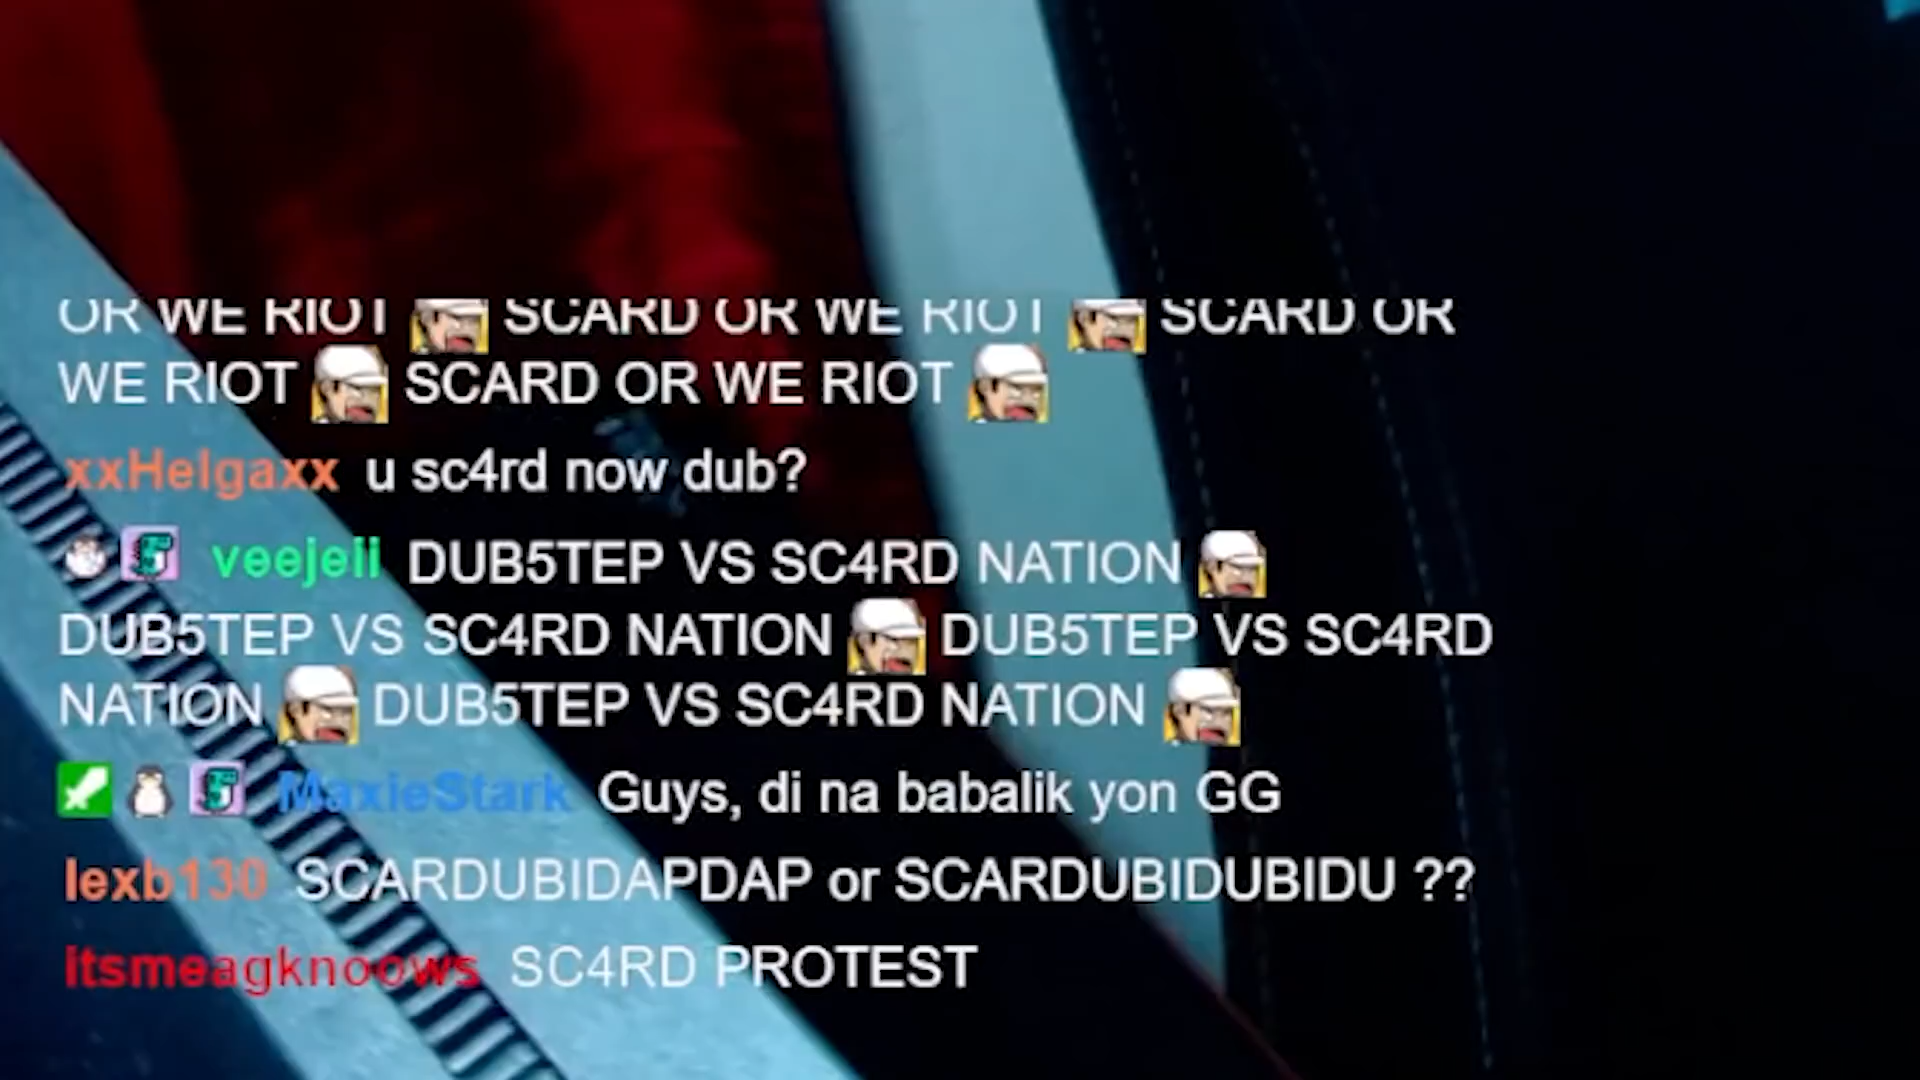 OR WE RIOT SCARD OR WE RIOT SCARD OR
WE RIOT SCARD OR WE RIOT
xxHelgaxx u sc4rd now dub?
veejeii DUB5TEP VS SC4RD NATION
DUB5TEP VS SC4RD NATION DUB5TEP VS SC4RD
NATION DUB5TEP VS SC4RD NATION
MaxieStark Guys, di na babalik yon GG
lexb130 SCARDUBIDAPDAP or SCARDUBIDUBIDU ??
itsmeagknoows SC4RD PROTEST